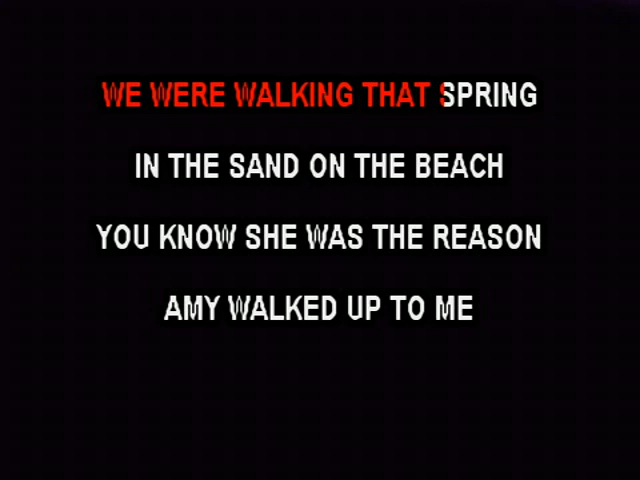 WE WERE WALKING THAT SPRING
IN THE SAND ON THE BEACH
YOU KNOW SHE WAS THE REASON
AMY WALKED UP TO ME